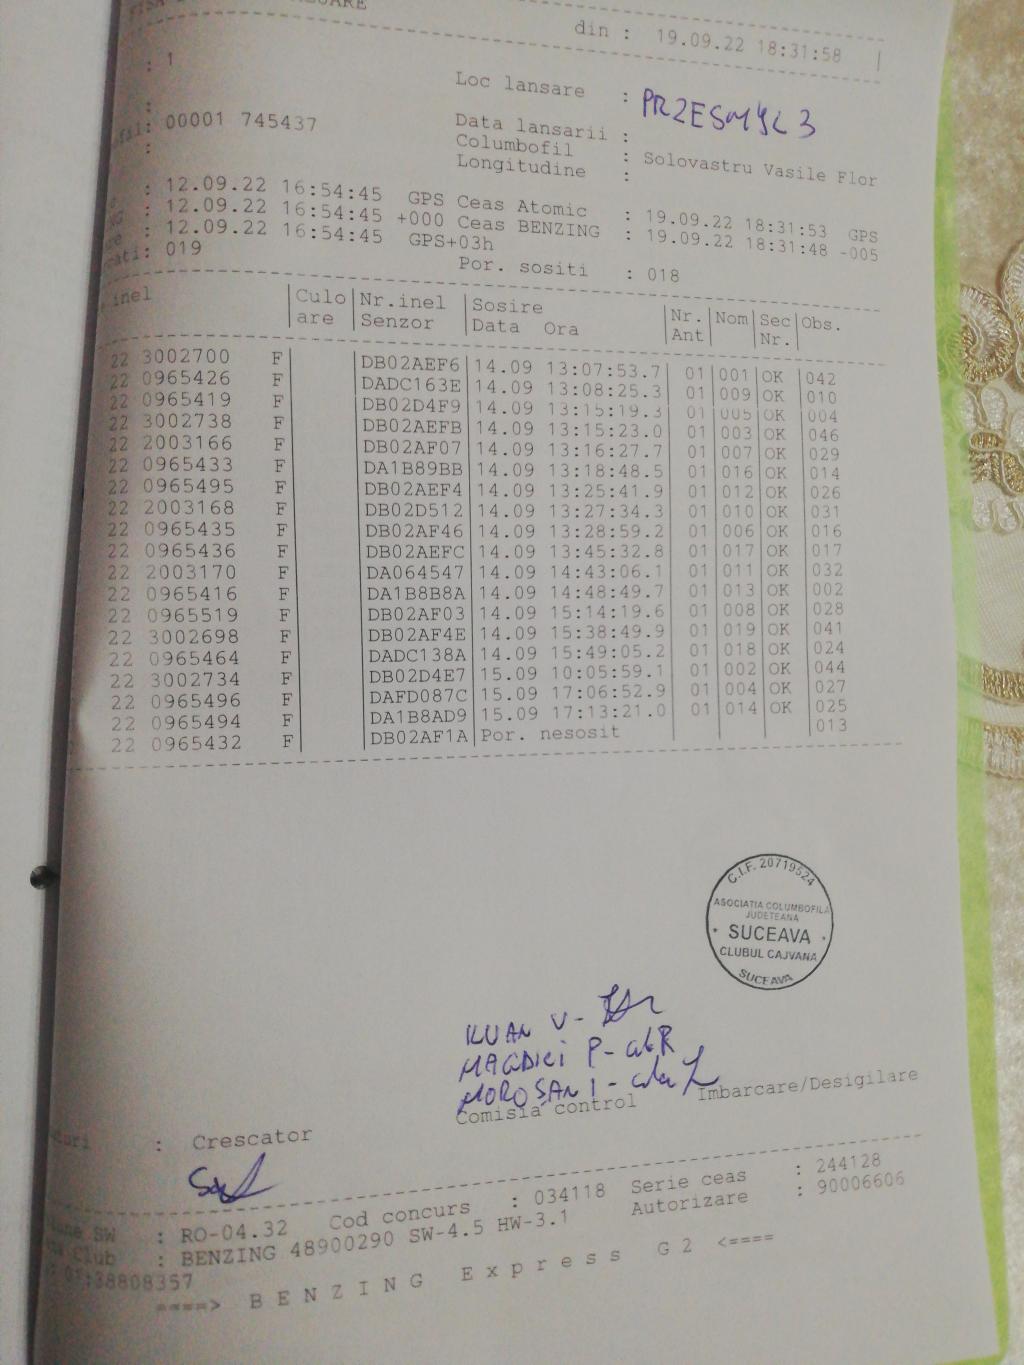 din : 19.09.22 18:31:58 |
: 1 Loc lansare : PRZESMYL 3
: 00001 745437 Data lansarii :
: Columbofil : Solovastru Vasile Flor
Longitudine :
: 12.09.22 16:54:45 GPS Ceas Atomic : 19.09.22 18:31:53 GPS
: 12.09.22 16:54:45 +000 Ceas BENZING : 19.09.22 18:31:48 -005
: 12.09.22 16:54:45 GPS+03h
: 019 Por. sositi : 018
inel |Culo |Nr.inel |Sosire |Nr. |Nom |Sec |Obs.
|are |Senzor |Data Ora |Ant | |Nr. |
22 3002700 F| |DB02AEF6|14.09 13:07:53.7| 01|001|OK |042
22 0965426 F| |DADC163E|14.09 13:08:25.3| 01|009|OK |010
22 0965419 F| |DB02D4F9|14.09 13:15:19.3| 01|005|OK |004
22 3002738 F| |DB02AEFB|14.09 13:15:23.0| 01|003|OK |046
22 2003166 F| |DB02AF07|14.09 13:16:27.7| 01|007|OK |029
22 0965433 F| |DA1B89BB|14.09 13:18:48.5| 01|016|OK |014
22 0965495 F| |DB02AEF4|14.09 13:25:41.9| 01|012|OK |026
22 2003168 F| |DB02D512|14.09 13:27:34.3| 01|010|OK |031
22 0965435 F| |DB02AF46|14.09 13:28:59.2| 01|006|OK |016
22 0965436 F| |DB02AEFC|14.09 13:45:32.8| 01|017|OK |017
22 2003170 F| |DA064547|14.09 14:43:06.1| 01|011|OK |032
22 0965416 F| |DA1B8B8A|14.09 14:48:49.7| 01|013|OK |002
22 0965519 F| |DB02AF03|14.09 15:14:19.6| 01|008|OK |028
22 3002698 F| |DB02AF4E|14.09 15:38:49.9| 01|019|OK |041
22 0965464 F| |DADC138A|14.09 15:49:05.2| 01|018|OK |024
22 3002734 F| |DB02D4E7|15.09 10:05:59.1| 01|002|OK |044
22 0965496 F| |DAFD087C|15.09 17:06:52.9| 01|004|OK |027
22 0965494 F| |DA1B8AD9|15.09 17:13:21.0| 01|014|OK |025
22 0965432 F| |DB02AF1A|Por. nesosit | | | |013
C.I.F. 20719524
ASOCIATIA COLUMBOFILA
JUDETEANA
SUCEAVA
CLUBUL CAJVANA
SUCEAVA
ILUAN V-
MAGDICI P-
MOROȘAN I-
Comisia control Imbarcare/Desigilare
: Crescator
SW : RO-04.32 Cod concurs : 034118 Serie ceas : 244128
Club : BENZING 48900290 SW-4.5 HW-3.1 Autorizare : 90006606
====> BENZING Express G2 <====